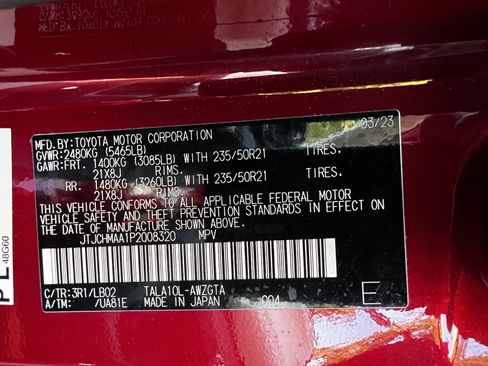 MFD.BY:TOYOTA MOTOR CORPORATION 03/23
GVWR:2480KG (5465LB)
GAWR:FRT. 1400KG (3085LB) WITH 235/50R21 TIRES.
21X8J RIMS.
RR. 1480KG (3260LB) WITH 235/50R21 TIRES.
21X8J RIMS.
THIS VEHICLE CONFORMS TO ALL APPLICABLE FEDERAL MOTOR
VEHICLE SAFETY AND THEFT PREVENTION STANDARDS IN EFFECT ON
THE DATE OF MANUFACTURE SHOWN ABOVE.
JTJCHMAA1P2008320 MPV
C/TR:3R1/LB02 TALA10L-AWZGTA
A/TM: /UA81E MADE IN JAPAN 004 E
48G60